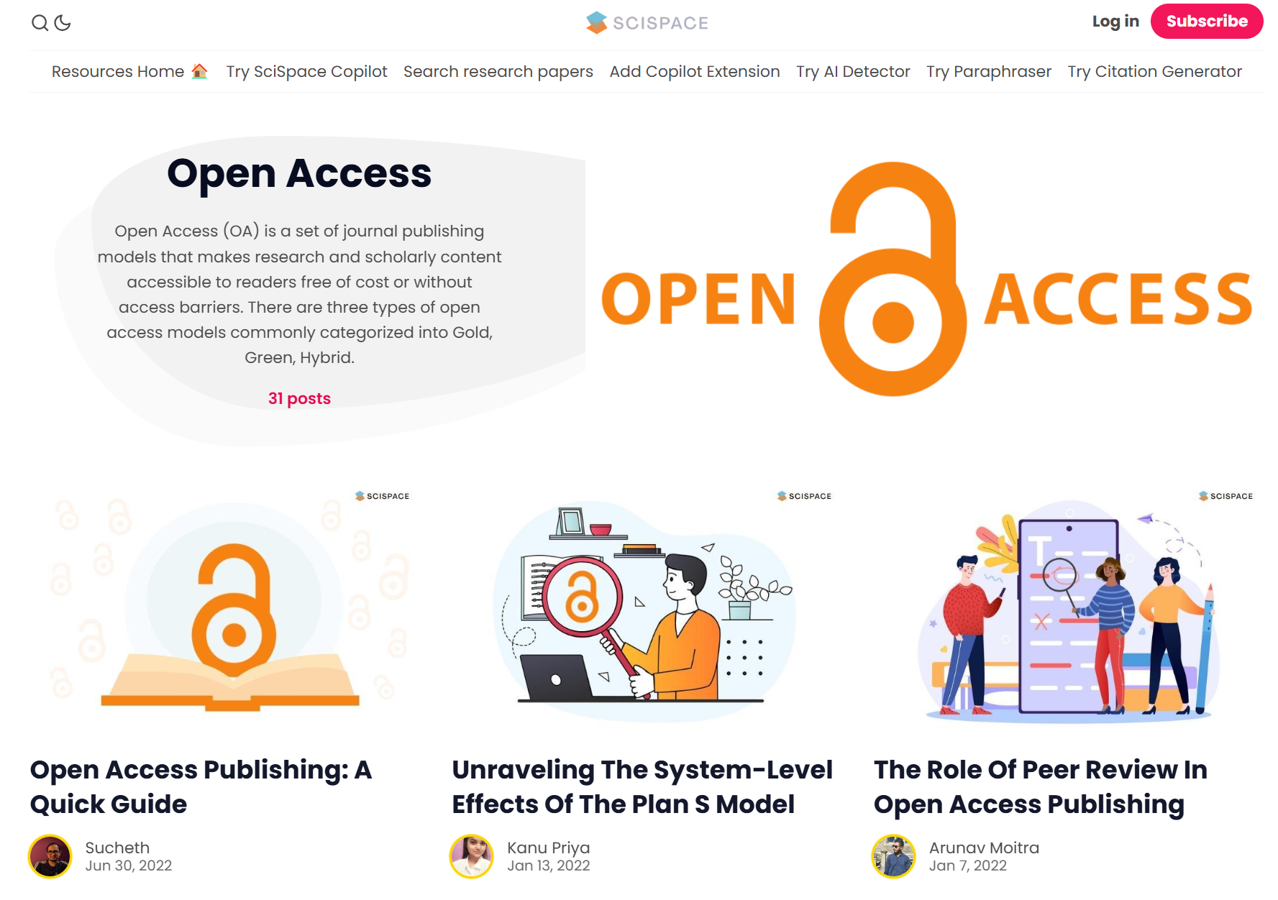 SCISPACE
Log in
Subscribe
Resources Home
Try SciSpace Copilot
Search research papers
Add Copilot Extension
Try AI Detector
Try Paraphraser
Try Citation Generator
Open Access
Open Access (OA) is a set of journal publishing
models that makes research and scholarly content
accessible to readers free of cost or without
access barriers. There are three types of open
access models commonly categorized into Gold,
Green, Hybrid.
31 posts
OPEN ACCESS
SCISPACE
Open Access Publishing: A
Quick Guide
Sucheth
Jun 30, 2022
SCISPACE
Unraveling The System-Level
Effects Of The Plan S Model
Kanu Priya
Jan 13, 2022
SCISPACE
T
The Role Of Peer Review In
Open Access Publishing
Arunav Moitra
Jan 7, 2022